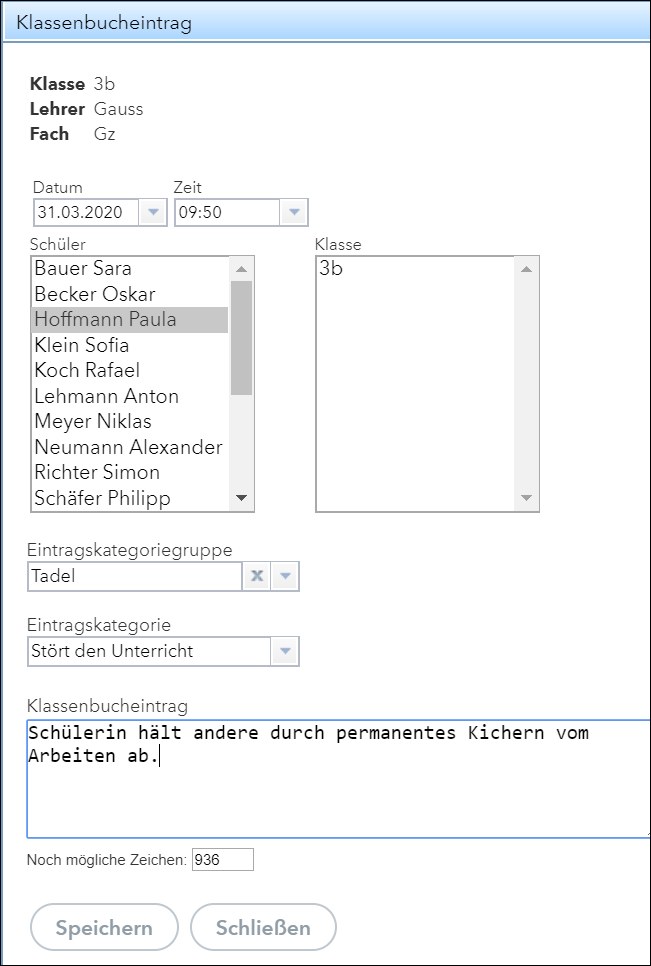 Klassenbucheintrag
Klasse 3b
Lehrer Gauss
Fach Gz
Datum Zeit
31.03.2020 09:50
Schüler Klasse
Bauer Sara 3b
Becker Oskar
Hoffmann Paula
Klein Sofia
Koch Rafael
Lehmann Anton
Meyer Niklas
Neumann Alexander
Richter Simon
Schäfer Philipp
Eintragskategoriegruppe
Tadel x
Eintragskategorie
Stört den Unterricht
Klassenbucheintrag
Schülerin hält andere durch permanentes Kichern vom
Arbeiten ab.
Noch mögliche Zeichen: 936
Speichern Schließen